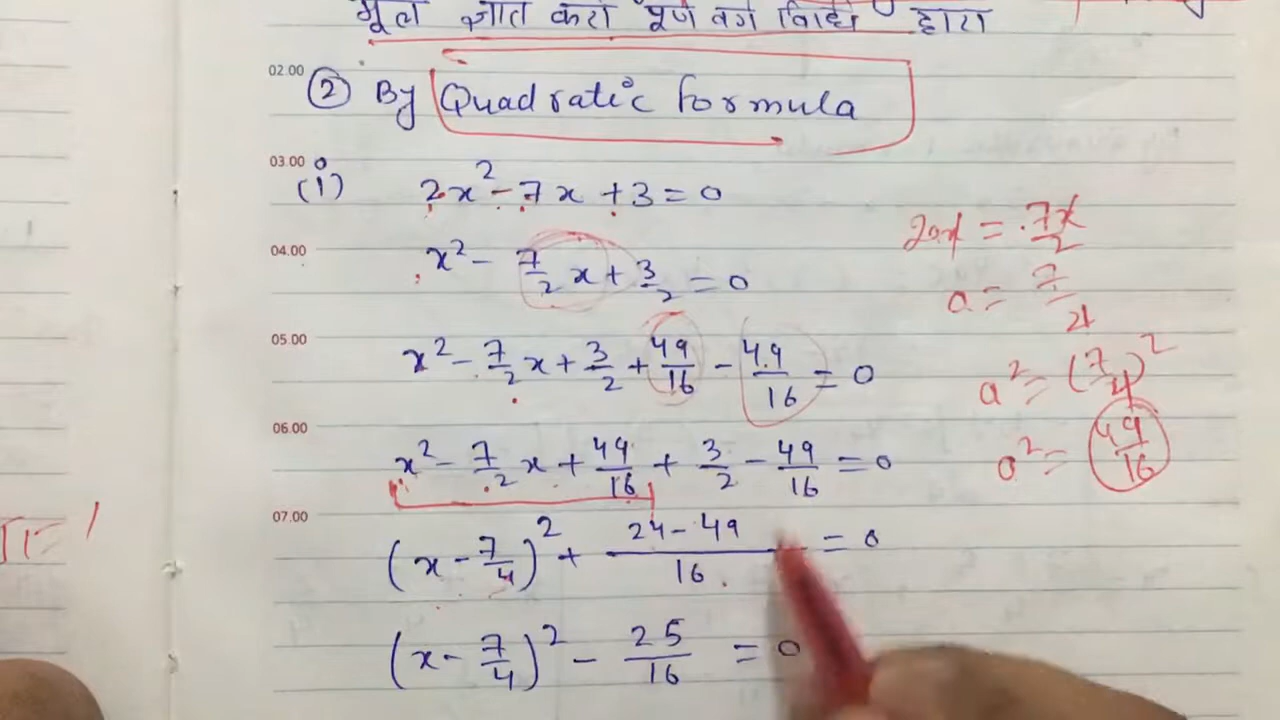 मूल ज्ञात करो पूर्ण वर्ग विधि द्वारा
02.00
② By Quadratic formula
03.00
(i) 2x² - 7x + 3 = 0
2ax = 7x/2
04.00
x² - 7/2 x + 3/2 = 0
a = 7/4
05.00
x² - 7/2 x + 3/2 + 49/16 - 49/16 = 0
a² = (7/4)²
06.00
x² - 7/2 x + 49/16 + 3/2 - 49/16 = 0
a² = 49/16
07.00
(x - 7/4)² + 24 - 49/16 = 0
(x - 7/4)² - 25/16 = 0